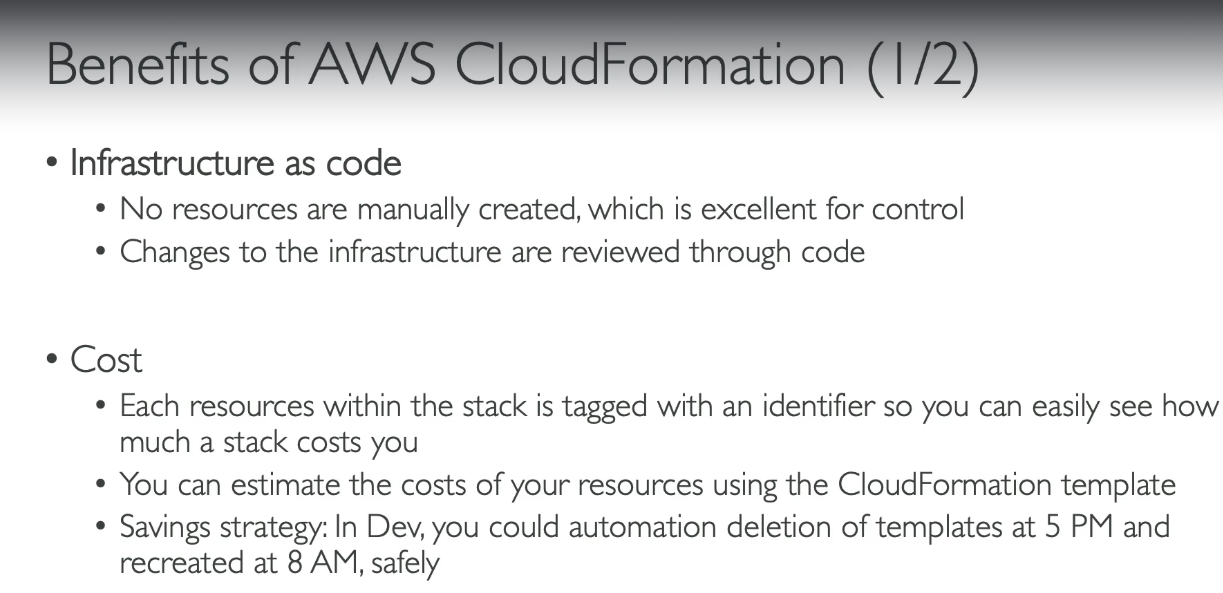 Benefits of AWS CloudFormation (1/2)
• Infrastructure as code
• No resources are manually created, which is excellent for control
• Changes to the infrastructure are reviewed through code
• Cost
• Each resources within the stack is tagged with an identifier so you can easily see how
much a stack costs you
• You can estimate the costs of your resources using the CloudFormation template
• Savings strategy: In Dev, you could automation deletion of templates at 5 PM and
recreated at 8 AM, safely